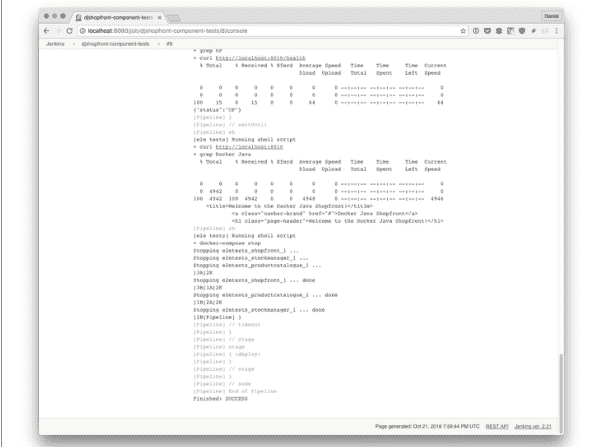 djshopfront-component-tests
Daniel
localhost:8080/job/djshopfront-component-tests/8/console
Jenkins
djshopfront-component-tests
#8
+ grep UP
+ curl http://localhost:8010/health
% Total % Received % Xferd Average Speed Time Time Time Current
Dload Upload Total Spent Left Speed
0 0 0 0 0 0 0 0 --:--:-- --:--:-- --:--:-- 0
0 0 0 0 0 0 0 0 --:--:-- --:--:-- --:--:-- 0
100 15 0 15 0 0 64 0 --:--:-- --:--:-- --:--:-- 64
{"status":"UP"}
[Pipeline] }
[Pipeline] // waitUntil
[Pipeline] sh
[e2e tests] Running shell script
+ curl http://localhost:8010
+ grep Docker Java
% Total % Received % Xferd Average Speed Time Time Time Current
Dload Upload Total Spent Left Speed
0 0 0 0 0 0 0 0 --:--:-- --:--:-- --:--:-- 0
0 4942 0 0 0 0 0 0 --:--:-- --:--:-- --:--:-- 0
100 4942 100 4942 0 0 4948 0 --:--:-- --:--:-- --:--:-- 4946
<title>Welcome to the Docker Java Shopfront!</title>
<a class="navbar-brand" href="#">Docker Java Shopfront</a>
<h1 class="page-header">Welcome to the Docker Java Shopfront!</h1>
[Pipeline] sh
[e2e tests] Running shell script
+ docker-compose stop
Stopping e2etests_shopfront_1 ...
Stopping e2etests_stockmanager_1 ...
Stopping e2etests_productcatalogue_1 ...
[3A[2K
Stopping e2etests_shopfront_1 ... done
[3B[1A[2K
Stopping e2etests_productcatalogue_1 ... done
[1B[2A[2K
Stopping e2etests_stockmanager_1 ... done
[2B[Pipeline] }
[Pipeline] // timeout
[Pipeline] }
[Pipeline] // stage
[Pipeline] stage
[Pipeline] { (deploy)
[Pipeline] }
[Pipeline] // stage
[Pipeline] }
[Pipeline] // node
[Pipeline] End of Pipeline
Finished: SUCCESS
Page generated: Oct 21, 2016 7:59:44 PM UTC REST API Jenkins ver. 2.21